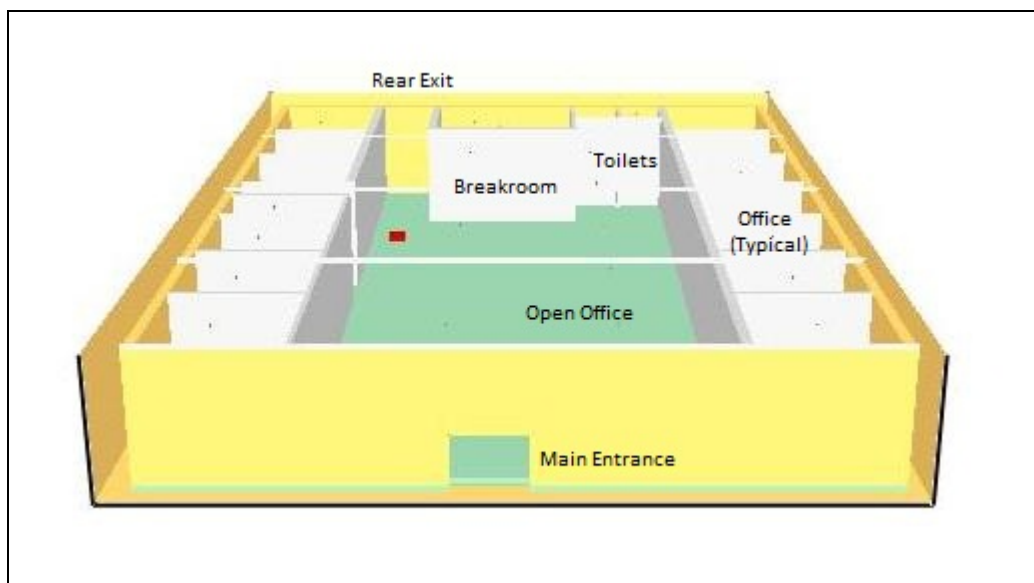 Rear Exit
Toilets
Breakroom
Office
(Typical)
Open Office
Main Entrance